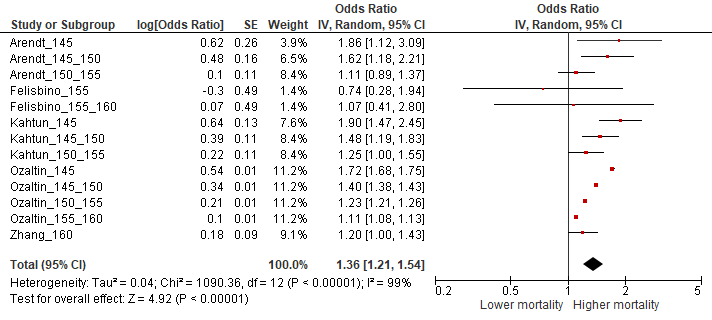 Odds Ratio Odds Ratio
Study or Subgroup log[Odds Ratio] SE Weight IV, Random, 95% CI IV, Random, 95% CI
Arendt_145 0.62 0.26 3.9% 1.86 [1.12, 3.09]
Arendt_145_150 0.48 0.16 6.5% 1.62 [1.18, 2.21]
Arendt_150_155 0.1 0.11 8.4% 1.11 [0.89, 1.37]
Felisbino_155 -0.3 0.49 1.5% 0.74 [0.28, 1.94]
Felisbino_155_160 0.07 0.49 1.5% 1.07 [0.41, 2.80]
Kahtun_145 0.64 0.13 7.6% 1.90 [1.47, 2.45]
Kahtun_145_150 0.39 0.11 8.4% 1.48 [1.19, 1.83]
Kahtun_150_155 0.22 0.11 8.4% 1.25 [1.00, 1.55]
Ozaltin_145 0.54 0.01 11.2% 1.72 [1.68, 1.75]
Ozaltin_145_150 0.34 0.01 11.2% 1.40 [1.38, 1.43]
Ozaltin_150_155 0.21 0.01 11.2% 1.23 [1.21, 1.26]
Ozaltin_155_160 0.1 0.01 11.2% 1.11 [1.08, 1.13]
Zhang_160 0.18 0.09 9.1% 1.20 [1.00, 1.43]
Total (95% CI) 100.0% 1.36 [1.21, 1.54]
Heterogeneity: Tau² = 0.04; Chi² = 1090.36, df = 12 (P < 0.00001); I² = 99%
Test for overall effect: Z = 4.92 (P < 0.00001)
0.2 0.5 1 2 5
Lower mortality Higher mortality